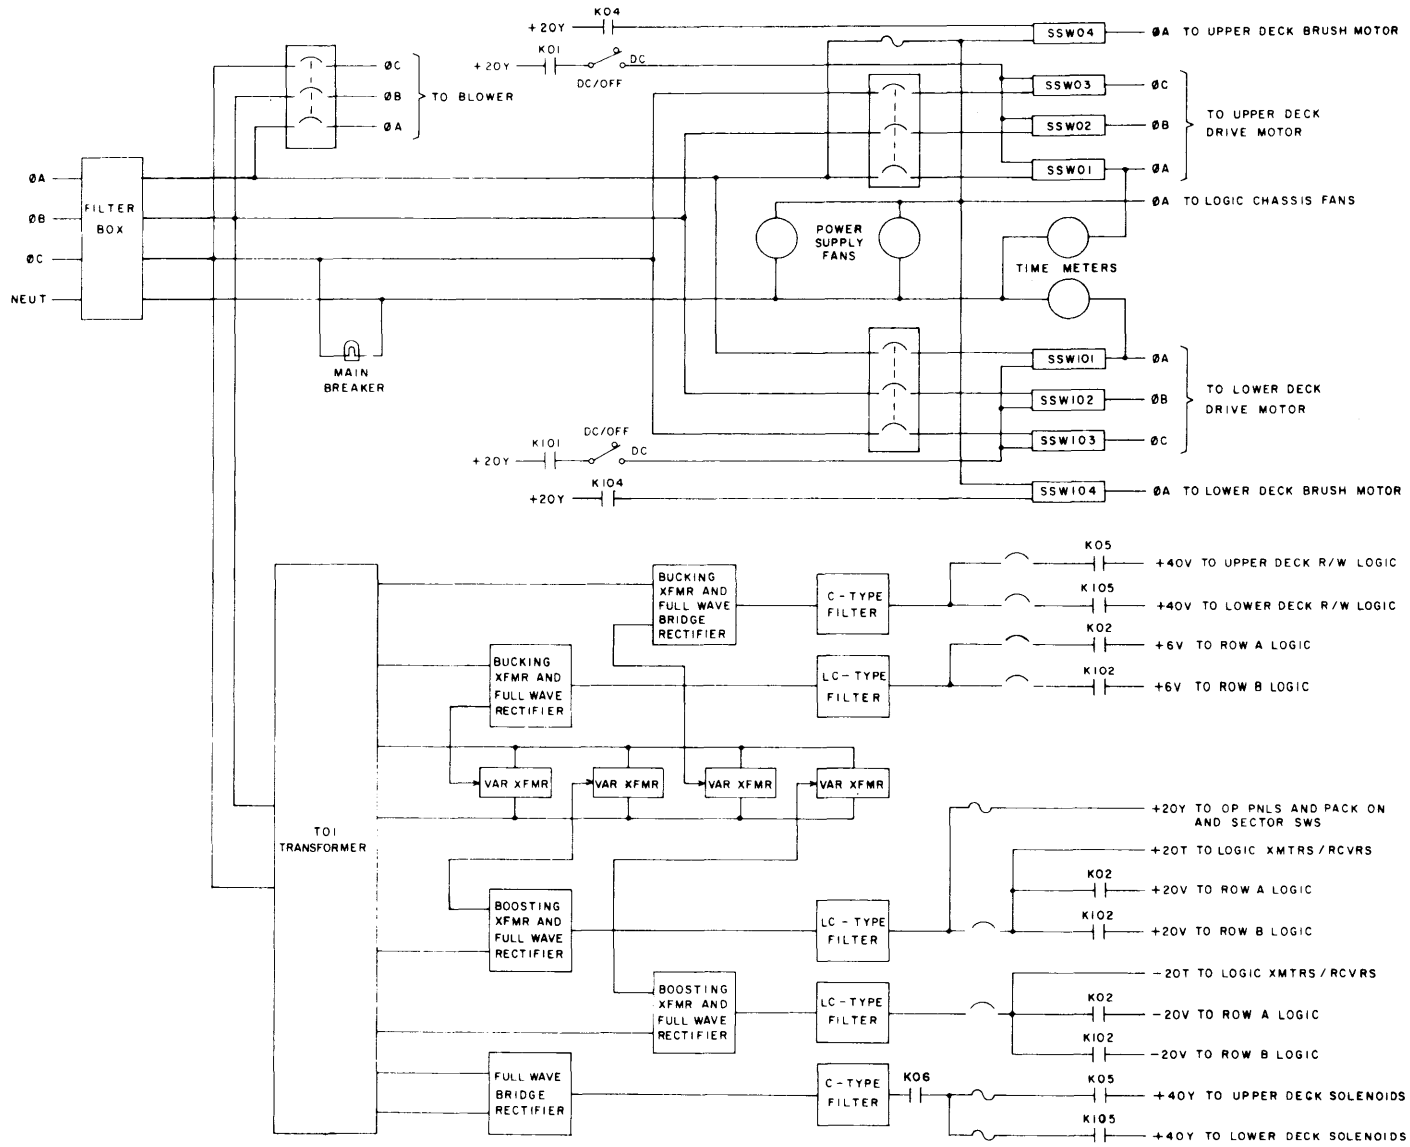 K04
+20Y
SSW04
ØA TO UPPER DECK BRUSH MOTOR
K01
+20Y
DC
DC/OFF
ØC
ØB
ØA
TO BLOWER
SSW03
ØC
SSW02
ØB
SSW01
ØA
TO UPPER DECK
DRIVE MOTOR
ØA
ØB
ØC
NEUT
FILTER
BOX
ØA TO LOGIC CHASSIS FANS
POWER
SUPPLY
FANS
TIME METERS
MAIN
BREAKER
SSW101
ØA
SSW102
ØB
SSW103
ØC
TO LOWER DECK
DRIVE MOTOR
K101
+20Y
DC/OFF
DC
K104
+20Y
SSW104
ØA TO LOWER DECK BRUSH MOTOR
T01
TRANSFORMER
BUCKING
XFMR AND
FULL WAVE
BRIDGE
RECTIFIER
C-TYPE
FILTER
K05
+40V TO UPPER DECK R/W LOGIC
K105
+40V TO LOWER DECK R/W LOGIC
BUCKING
XFMR AND
FULL WAVE
RECTIFIER
LC-TYPE
FILTER
K02
+6V TO ROW A LOGIC
K102
+6V TO ROW B LOGIC
VAR XFMR
VAR XFMR
VAR XFMR
VAR XFMR
BOOSTING
XFMR AND
FULL WAVE
RECTIFIER
LC-TYPE
FILTER
+20Y TO OP PNLS AND PACK ON
AND SECTOR SWS
+20T TO LOGIC XMTRS/RCVRS
K02
+20V TO ROW A LOGIC
K102
+20V TO ROW B LOGIC
BOOSTING
XFMR AND
FULL WAVE
RECTIFIER
LC-TYPE
FILTER
-20T TO LOGIC XMTRS/RCVRS
K02
-20V TO ROW A LOGIC
K102
-20V TO ROW B LOGIC
FULL WAVE
BRIDGE
RECTIFIER
C-TYPE
FILTER
K06
K05
+40Y TO UPPER DECK SOLENOIDS
K105
+40Y TO LOWER DECK SOLENOIDS